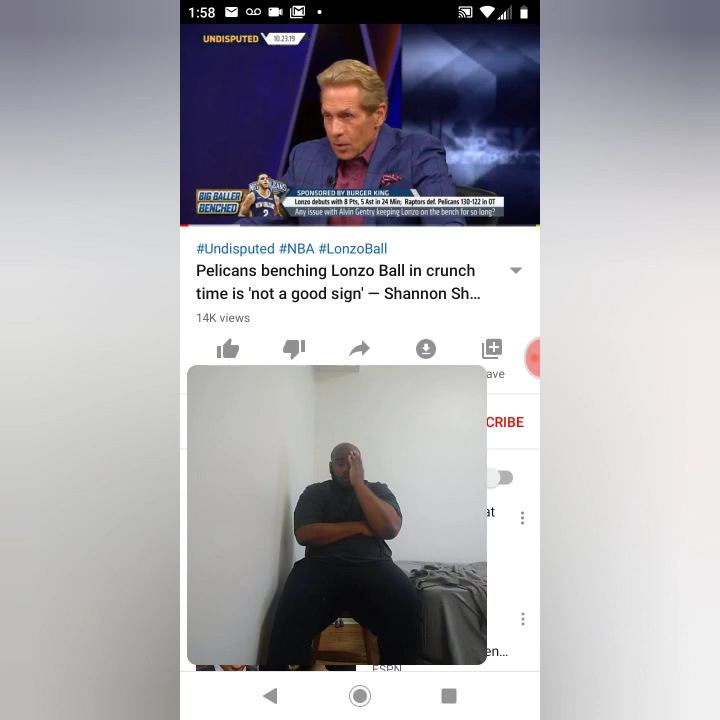 1:58
UNDISPUTED 10.23.19
BIG BALLER
BENCHED
SPONSORED BY BURGER KING
Lonzo debuts with 8 Pts, 5 Ast in 24 Min; Raptors def. Pelicans 130-122 in OT
Any issue with Alvin Gentry keeping Lonzo on the bench for so long?
#Undisputed #NBA #LonzoBall
Pelicans benching Lonzo Ball in crunch
time is 'not a good sign' — Shannon Sh...
14K views
ave
CRIBE
at
en...
ESPN